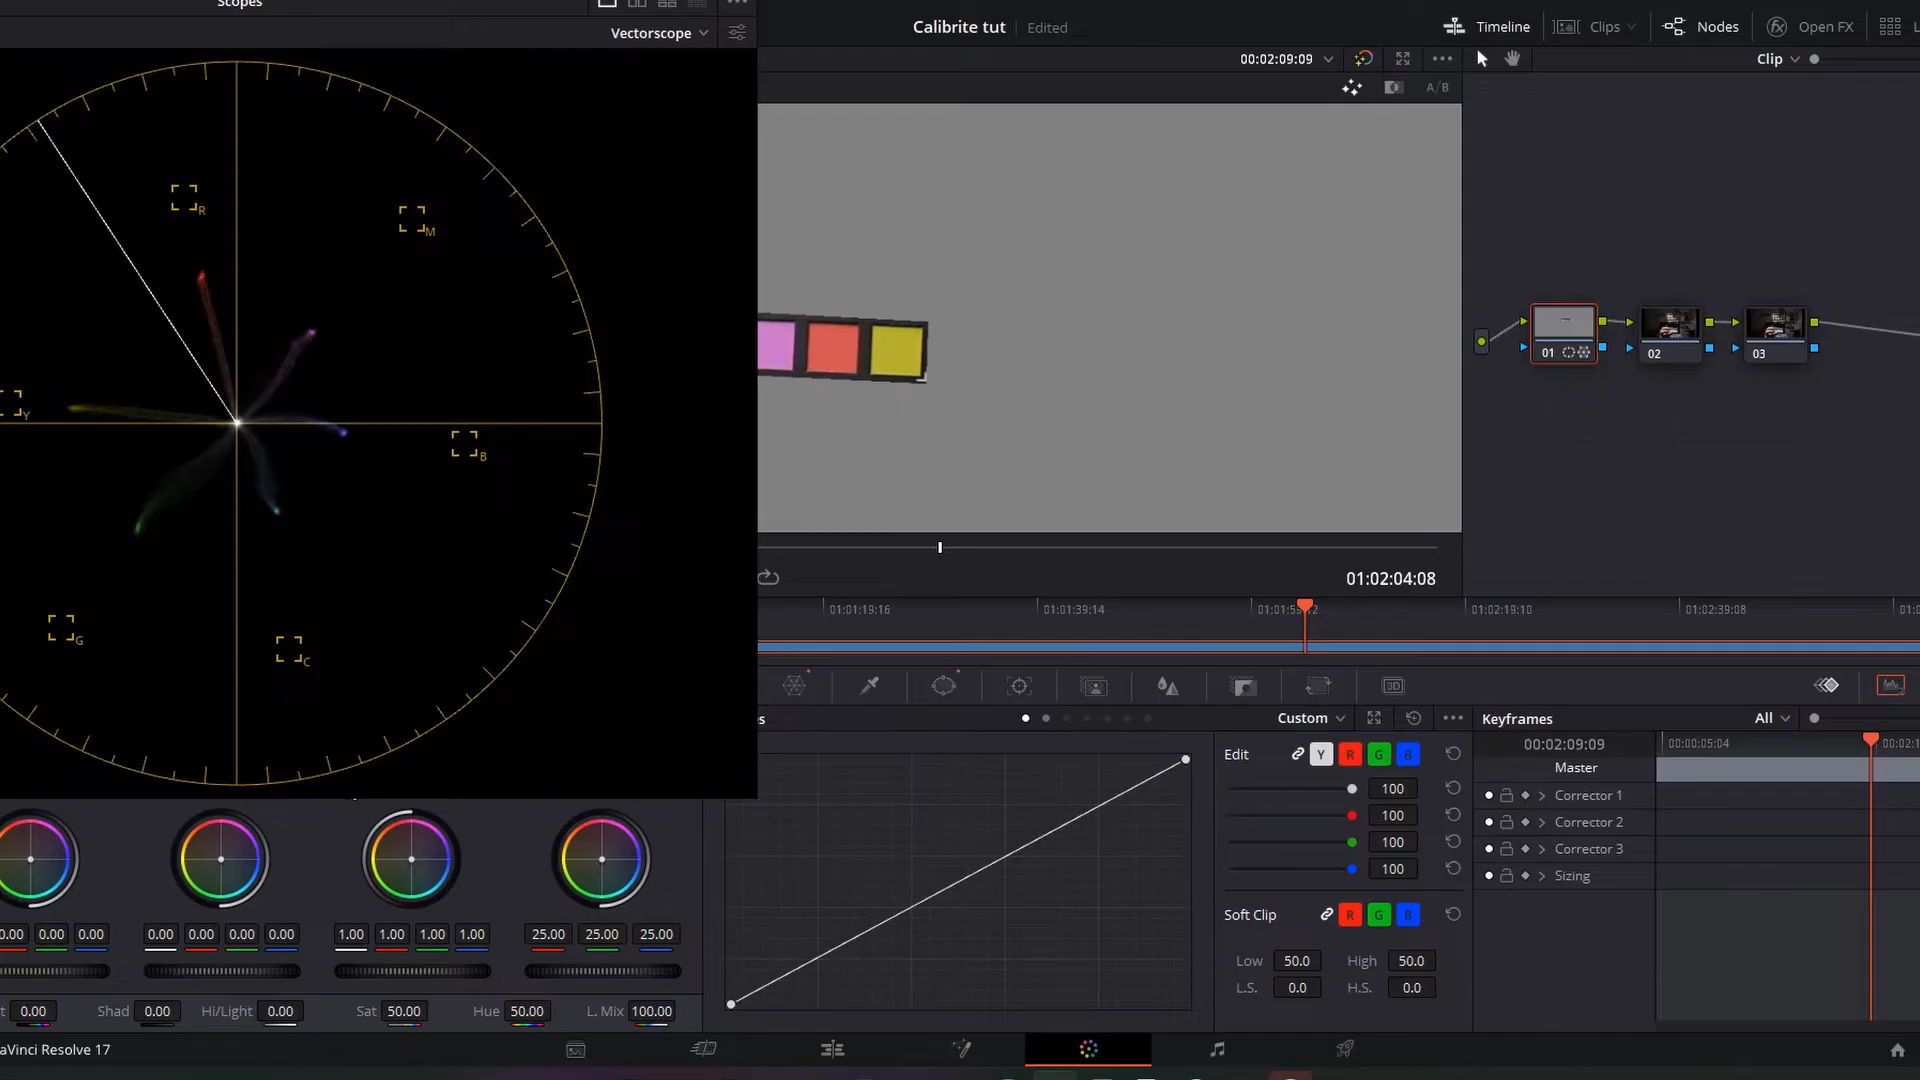 Scopes
Calibrite tut
Edited
Timeline
Clips
Nodes
Open FX
Vectorscope
00:02:09:09
Clip
A/B
R
M
Y
B
G
C
01
02
03
01:02:04:08
01:01:19:16
01:01:39:14
01:02:19:10
01:02:39:08
3D
Custom
Keyframes
All
Edit
Y
R
G
B
100
100
100
100
00:02:09:09
00:00:05:04
Master
Corrector 1
Corrector 2
Corrector 3
Sizing
Soft Clip
R
G
B
Low
50.0
High
50.0
L.S.
0.0
H.S.
0.0
0.00 0.00 0.00
0.00 0.00 0.00 0.00
1.00 1.00 1.00 1.00
25.00 25.00 25.00
t
0.00
Shad
0.00
Hi/Light
0.00
Sat
50.00
Hue
50.00
L. Mix
100.00
aVinci Resolve 17